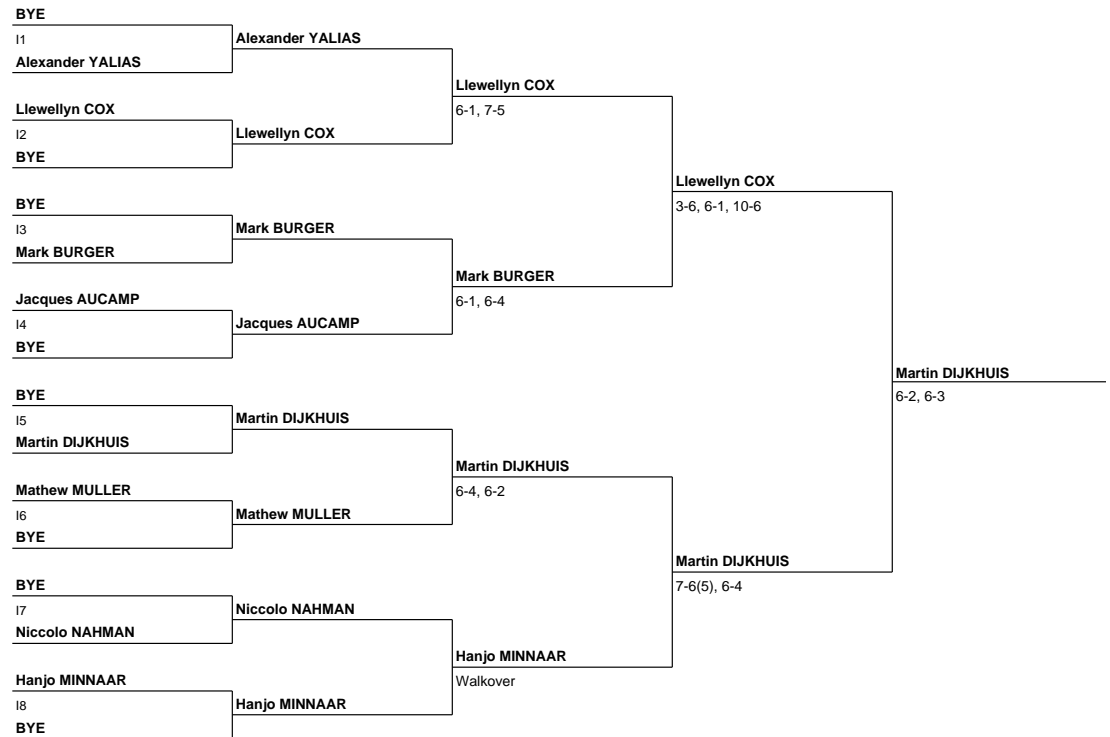 BYE
I1
Alexander YALIAS
Alexander YALIAS
Llewellyn COX
6-1, 7-5
Llewellyn COX
I2
BYE
Llewellyn COX
Llewellyn COX
3-6, 6-1, 10-6
BYE
I3
Mark BURGER
Mark BURGER
Mark BURGER
6-1, 6-4
Jacques AUCAMP
I4
BYE
Jacques AUCAMP
Martin DIJKHUIS
6-2, 6-3
BYE
I5
Martin DIJKHUIS
Martin DIJKHUIS
Martin DIJKHUIS
6-4, 6-2
Mathew MULLER
I6
BYE
Mathew MULLER
Martin DIJKHUIS
7-6(5), 6-4
BYE
I7
Niccolo NAHMAN
Niccolo NAHMAN
Hanjo MINNAAR
Walkover
Hanjo MINNAAR
I8
BYE
Hanjo MINNAAR